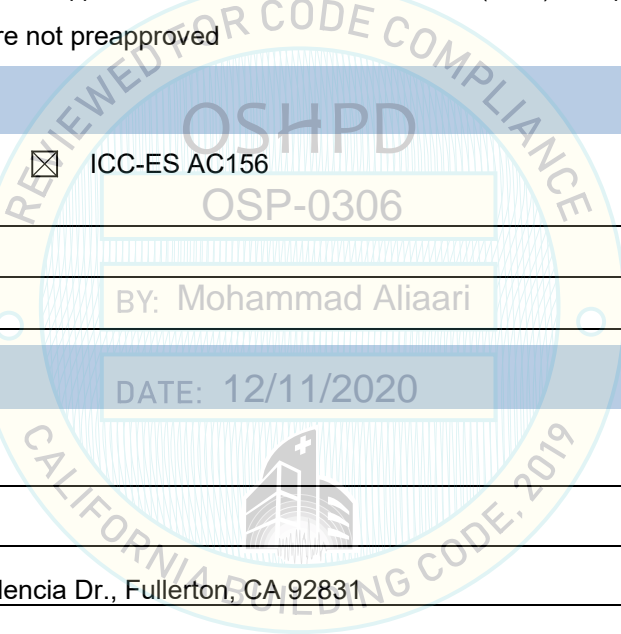 re not preapproved
REVIEWED FOR CODE COMPLIANCE
OSHPD
ICC-ES AC156
OSP-0306
BY: Mohammad Aliaari
DATE: 12/11/2020
lencia Dr., Fullerton, CA 92831
CALIFORNIA BUILDING CODE, 2019